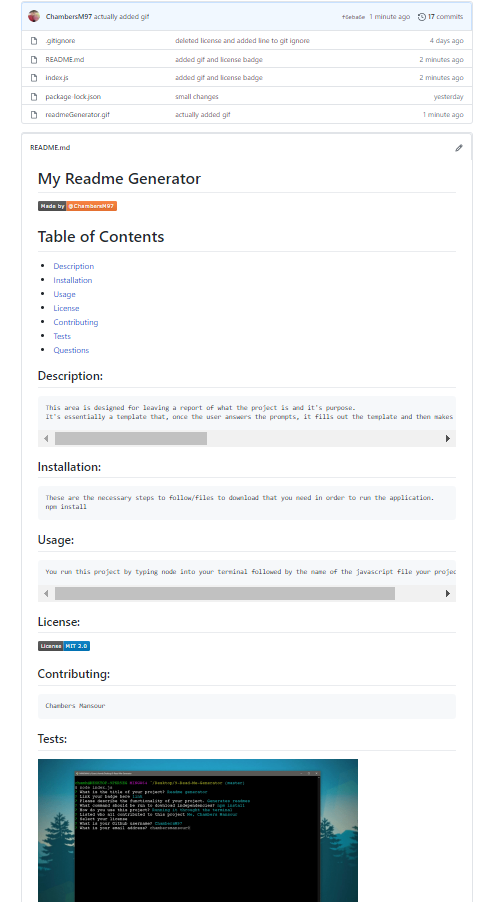 ChambersM97 actually added gif 1 minute ago 17 commits
.gitignore deleted license and added line to git ignore 4 days ago
README.md added gif and license badge 2 minutes ago
index.js added gif and license badge 2 minutes ago
package-lock.json small changes yesterday
readmeGenerator.gif actually added gif 1 minute ago
README.md
My Readme Generator
Made by @ChambersM97
Table of Contents
Description
Installation
Usage
License
Contributing
Tests
Questions
Description:
This area is designed for leaving a report of what the project is and it's purpose.
It's essentially a template that, once the user answers the prompts, it fills out the template and then makes
Installation:
These are the necessary steps to follow/files to download that you need in order to run the application.
npm install
Usage:
You run this project by typing node into your terminal followed by the name of the javascript file your projec
License:
License MIT 2.0
Contributing:
Chambers Mansour
Tests:
$ node index.js
? What is the title of your project? Readme generator
? Link your badge here link
? Please describe the functionality of your project. Generates readmes
? What command should be run to download independencies? npm install
? How do you use this project? Running it through the terminal
? Listed who all contributed to this project Me, Chambers Mansour
? Select your license
? What is your Github username? ChambersM97
? What is your email address?